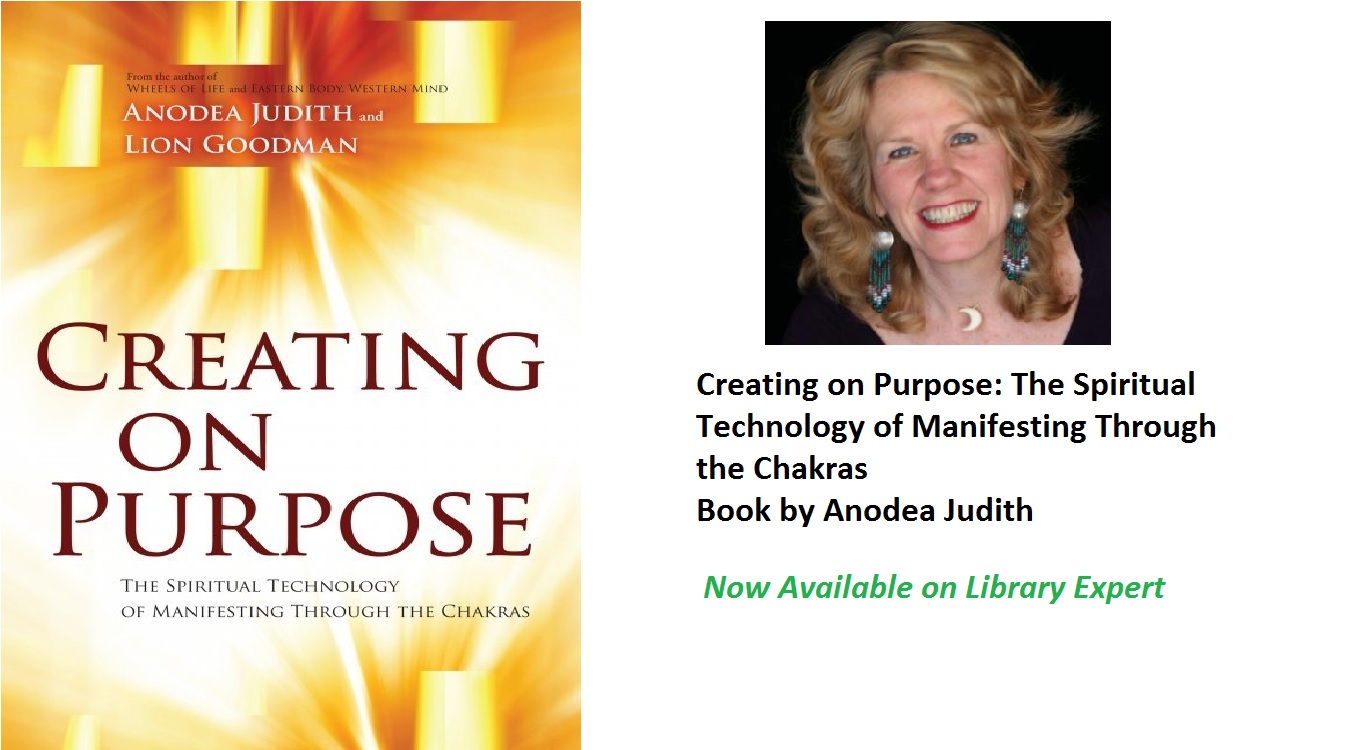 From the author of
WHEELS OF LIFE and EASTERN BODY, WESTERN MIND
ANODEA JUDITH and
LION GOODMAN
CREATING
ON
PURPOSE
THE SPIRITUAL TECHNOLOGY
OF MANIFESTING THROUGH THE CHAKRAS
Creating on Purpose: The Spiritual
Technology of Manifesting Through
the Chakras
Book by Anodea Judith
Now Available on Library Expert